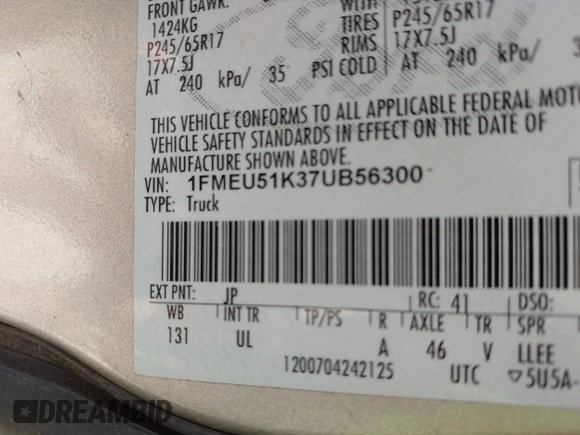 FRONT GAWR: WITH
1424KG TIRES P245/65R17
P245/65R17 RIMS 17X7.5J
17X7.5J AT 240 kPa/ 3
AT 240 kPa/ 35 PSI COLD
THIS VEHICLE CONFORMS TO ALL APPLICABLE FEDERAL MOTO
VEHICLE SAFETY STANDARDS IN EFFECT ON THE DATE OF
MANUFACTURE SHOWN ABOVE.
VIN: 1FMEU51K37UB56300
TYPE: Truck
EXT PNT: JP RC: 41 DSO:
WB INT TR TP/PS R AXLE TR SPR
131 UL A 46 V LLEE
1200704242125 UTC ▽5U5A-
DREAMBID